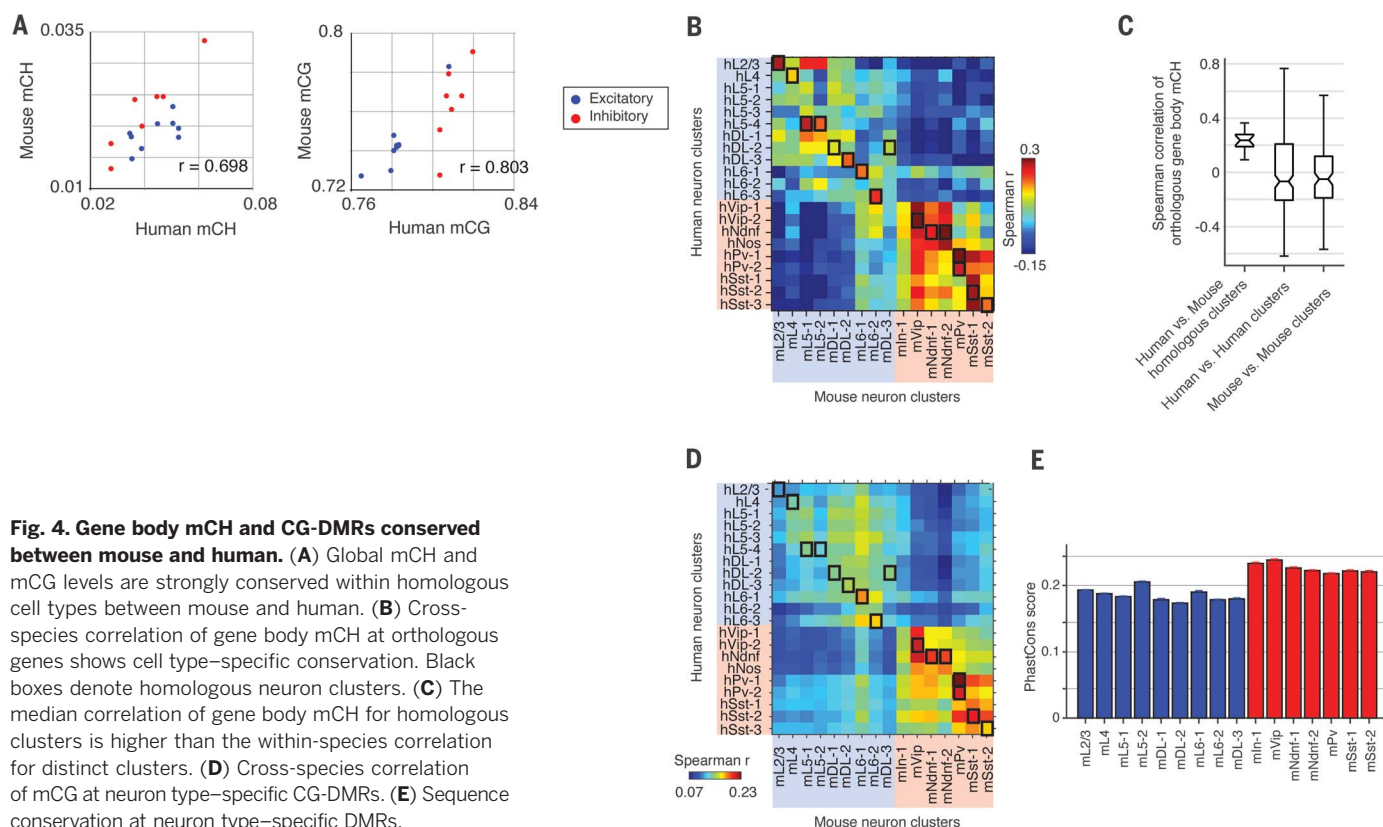 A
0.035
Mouse mCH
0.01
r = 0.698
0.02
0.08
Human mCH
0.8
Mouse mCG
0.72
r = 0.803
0.76
0.84
Human mCG
Excitatory
Inhibitory
B
Human neuron clusters
hL2/3
hL4
hL5-1
hL5-2
hL5-3
hL5-4
hDL-1
hDL-2
hDL-3
hL6-1
hL6-2
hL6-3
hVip-1
hVip-2
hNdnf
hNos
hPv-1
hPv-2
hSst-1
hSst-2
hSst-3
mL2/3
mL4
mL5-1
mL5-2
mDL-1
mDL-2
mL6-1
mL6-2
mDL-3
mIn-1
mVip
mNdnf-1
mNdnf-2
mPv
mSst-1
mSst-2
Mouse neuron clusters
0.3
Spearman r
-0.15
C
Spearman correlation of
orthologous gene body mCH
0.8
0.4
0
-0.4
Human vs. Mouse
homologous clusters
Human vs. Human clusters
Mouse vs. Mouse clusters
Fig. 4. Gene body mCH and CG-DMRs conserved
between mouse and human. (A) Global mCH and
mCG levels are strongly conserved within homologous
cell types between mouse and human. (B) Cross-
species correlation of gene body mCH at orthologous
genes shows cell type–specific conservation. Black
boxes denote homologous neuron clusters. (C) The
median correlation of gene body mCH for homologous
clusters is higher than the within-species correlation
for distinct clusters. (D) Cross-species correlation
of mCG at neuron type–specific CG-DMRs. (E) Sequence
conservation at neuron type–specific DMRs.
D
Human neuron clusters
hL2/3
hL4
hL5-1
hL5-2
hL5-3
hL5-4
hDL-1
hDL-2
hDL-3
hL6-1
hL6-2
hL6-3
hVip-1
hVip-2
hNdnf
hNos
hPv-1
hPv-2
hSst-1
hSst-2
hSst-3
Spearman r
0.07 0.23
mL2/3
mL4
mL5-1
mL5-2
mDL-1
mDL-2
mL6-1
mL6-2
mDL-3
mIn-1
mVip
mNdnf-1
mNdnf-2
mPv
mSst-1
mSst-2
Mouse neuron clusters
E
PhastCons score
0.2
0.1
0
mL2/3
mL4
mL5-1
mL5-2
mDL-1
mDL-2
mL6-1
mL6-2
mDL-3
mIn-1
mVip
mNdnf-1
mNdnf-2
mPv
mSst-1
mSst-2